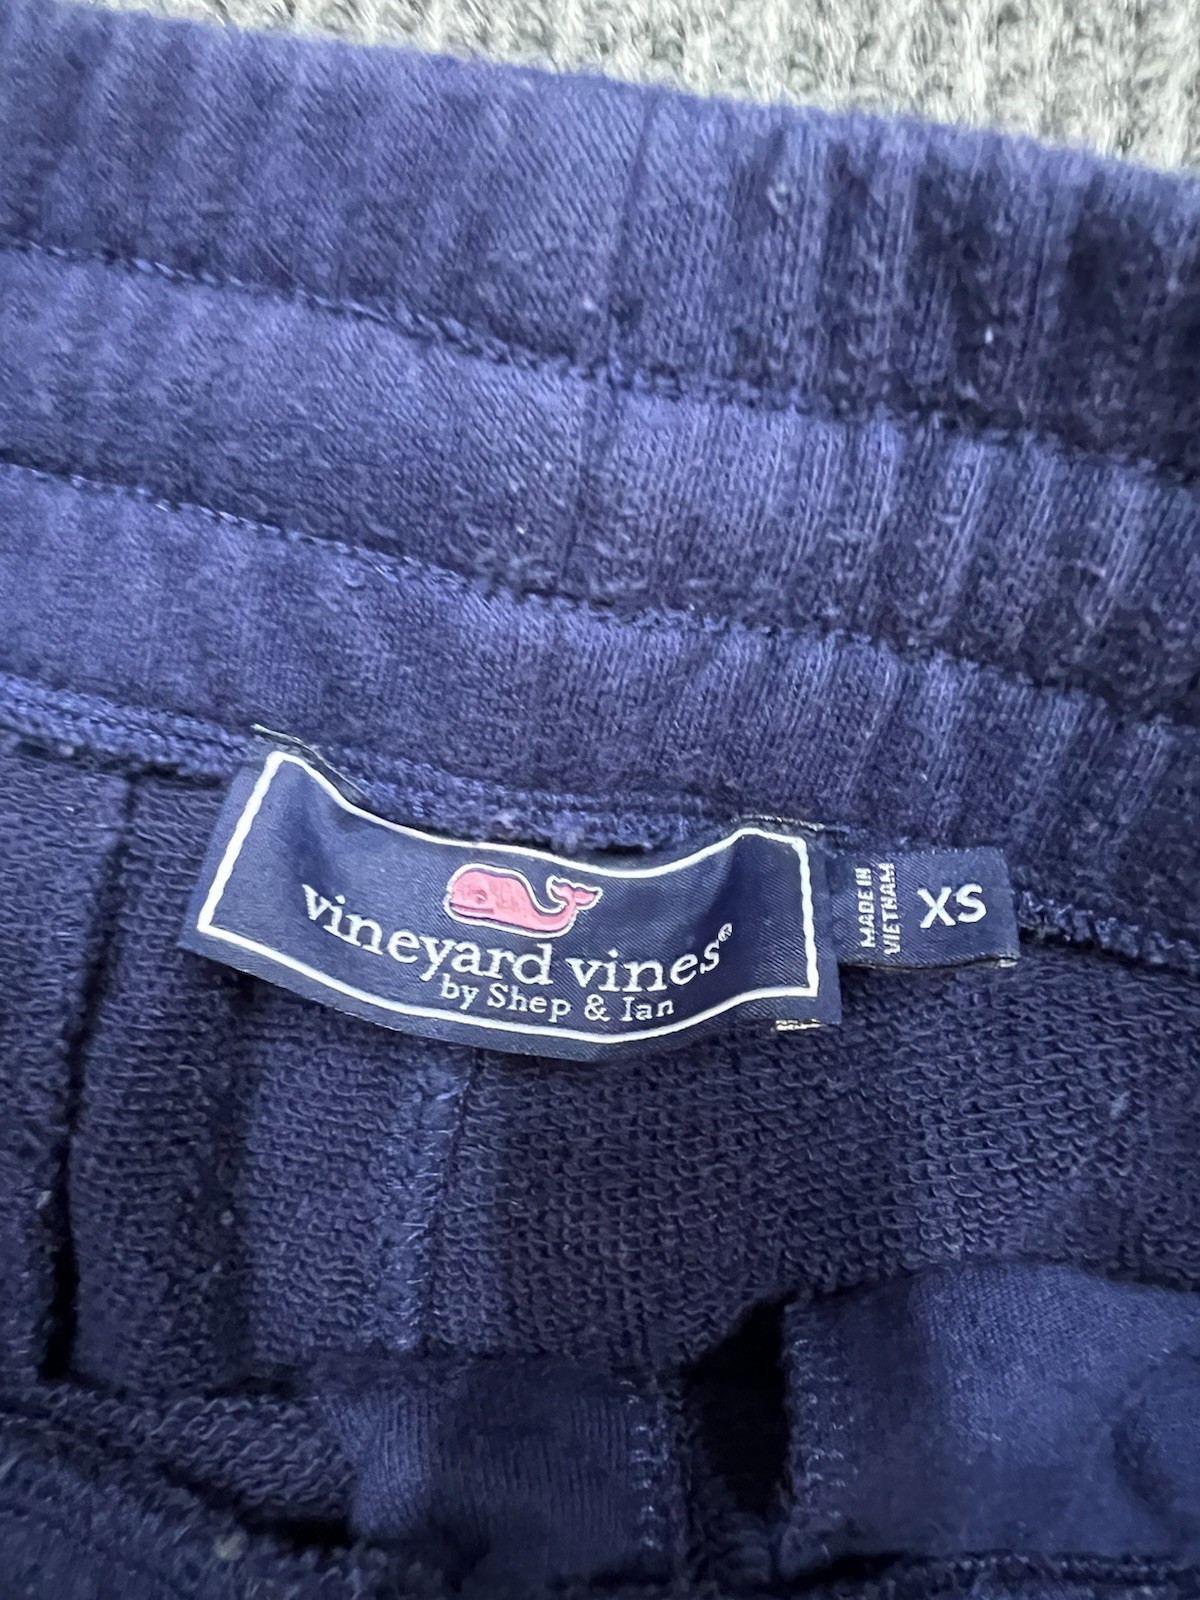 vineyard vines®
by Shep & Ian
MADE IN
VIETNAM
XS